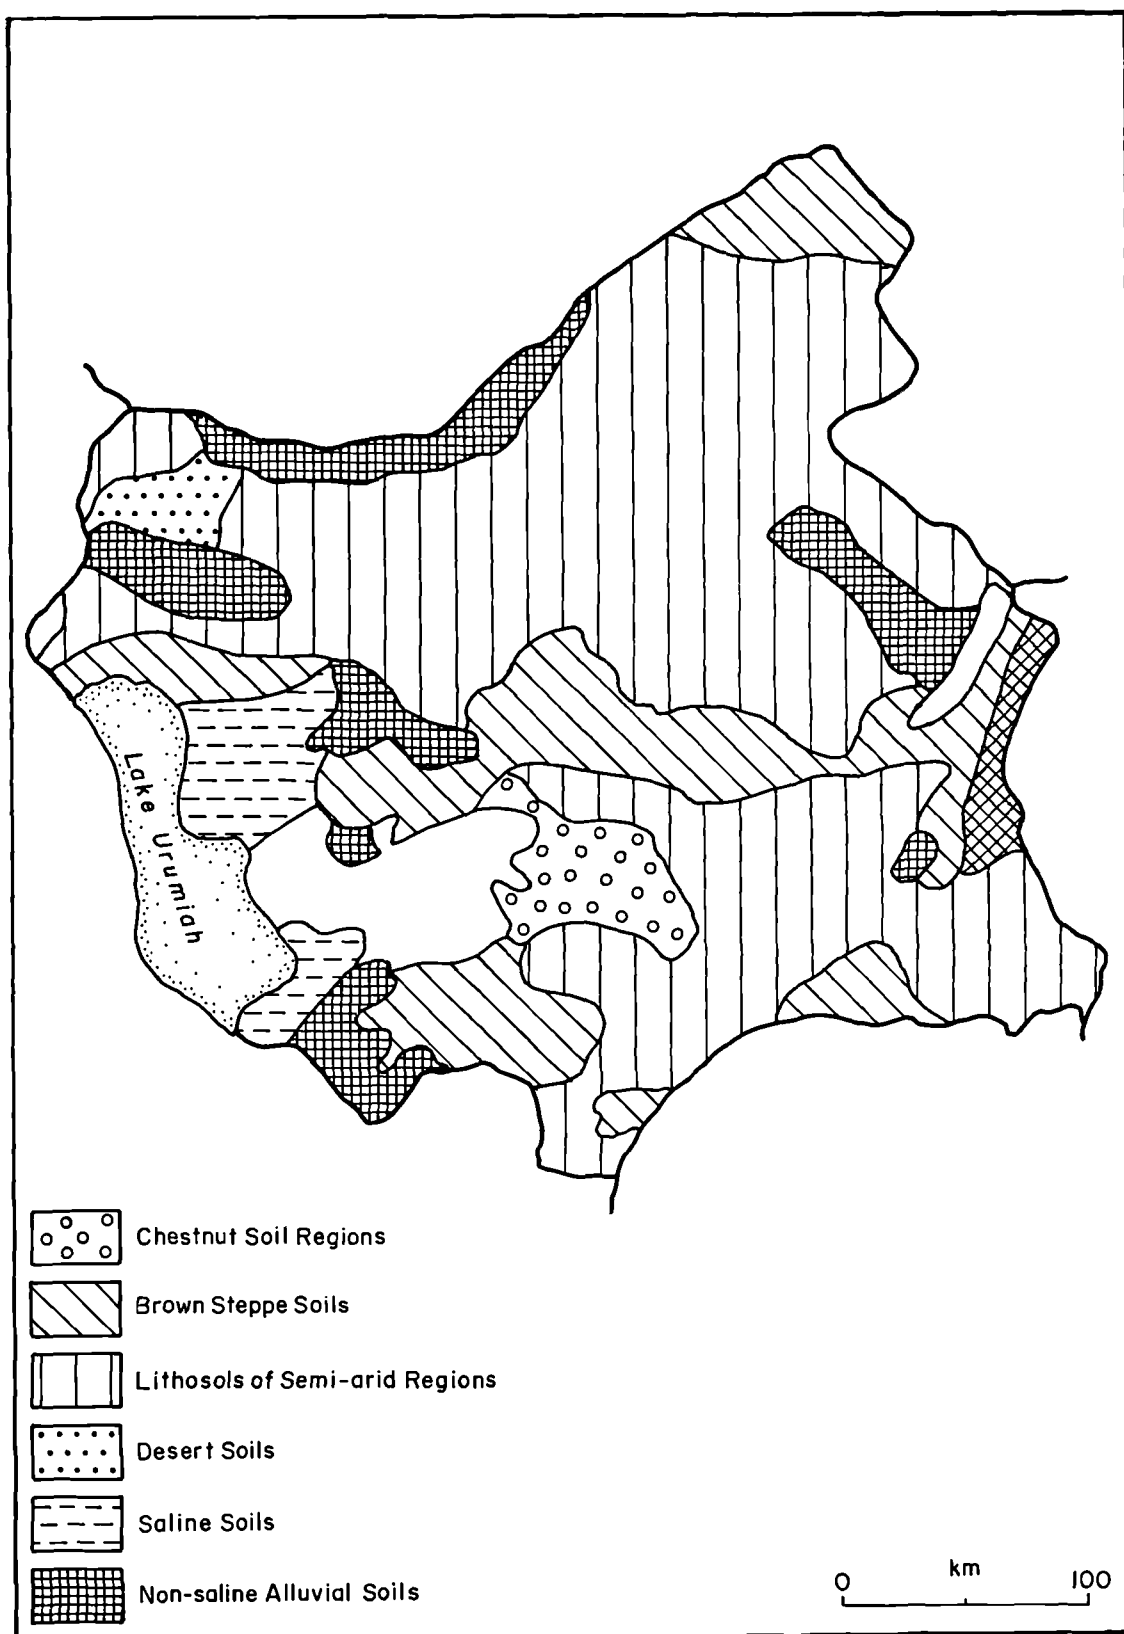 Lake Urumiah
Chestnut Soil Regions
Brown Steppe Soils
Lithosols of Semi-arid Regions
Desert Soils
Saline Soils
Non-saline Alluvial Soils
km
0 100